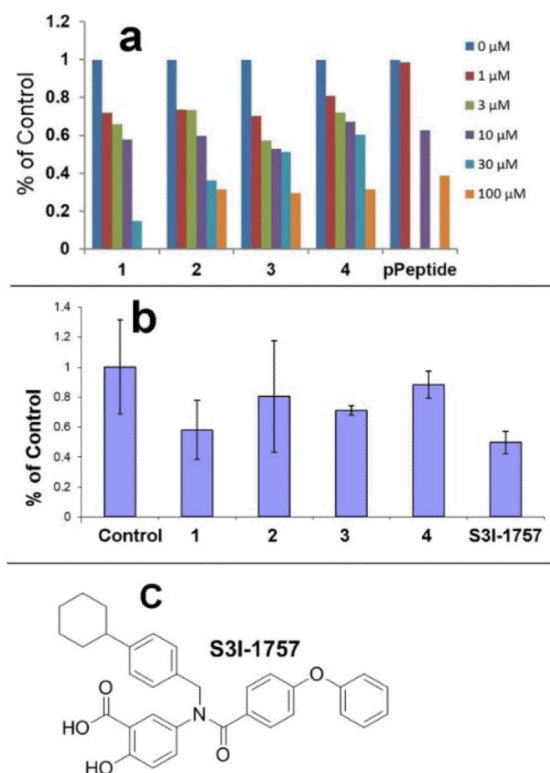 a
1.2
1
0.8
0.6
0.4
0.2
0
% of Control
1 2 3 4 pPeptide
0 µM
1 µM
3 µM
10 µM
30 µM
100 µM
b
1.4
1.2
1
0.8
0.6
0.4
0.2
0
% of Control
Control 1 2 3 4 S3I-1757
C
S3I-1757
O
O
HO
N
HO
O